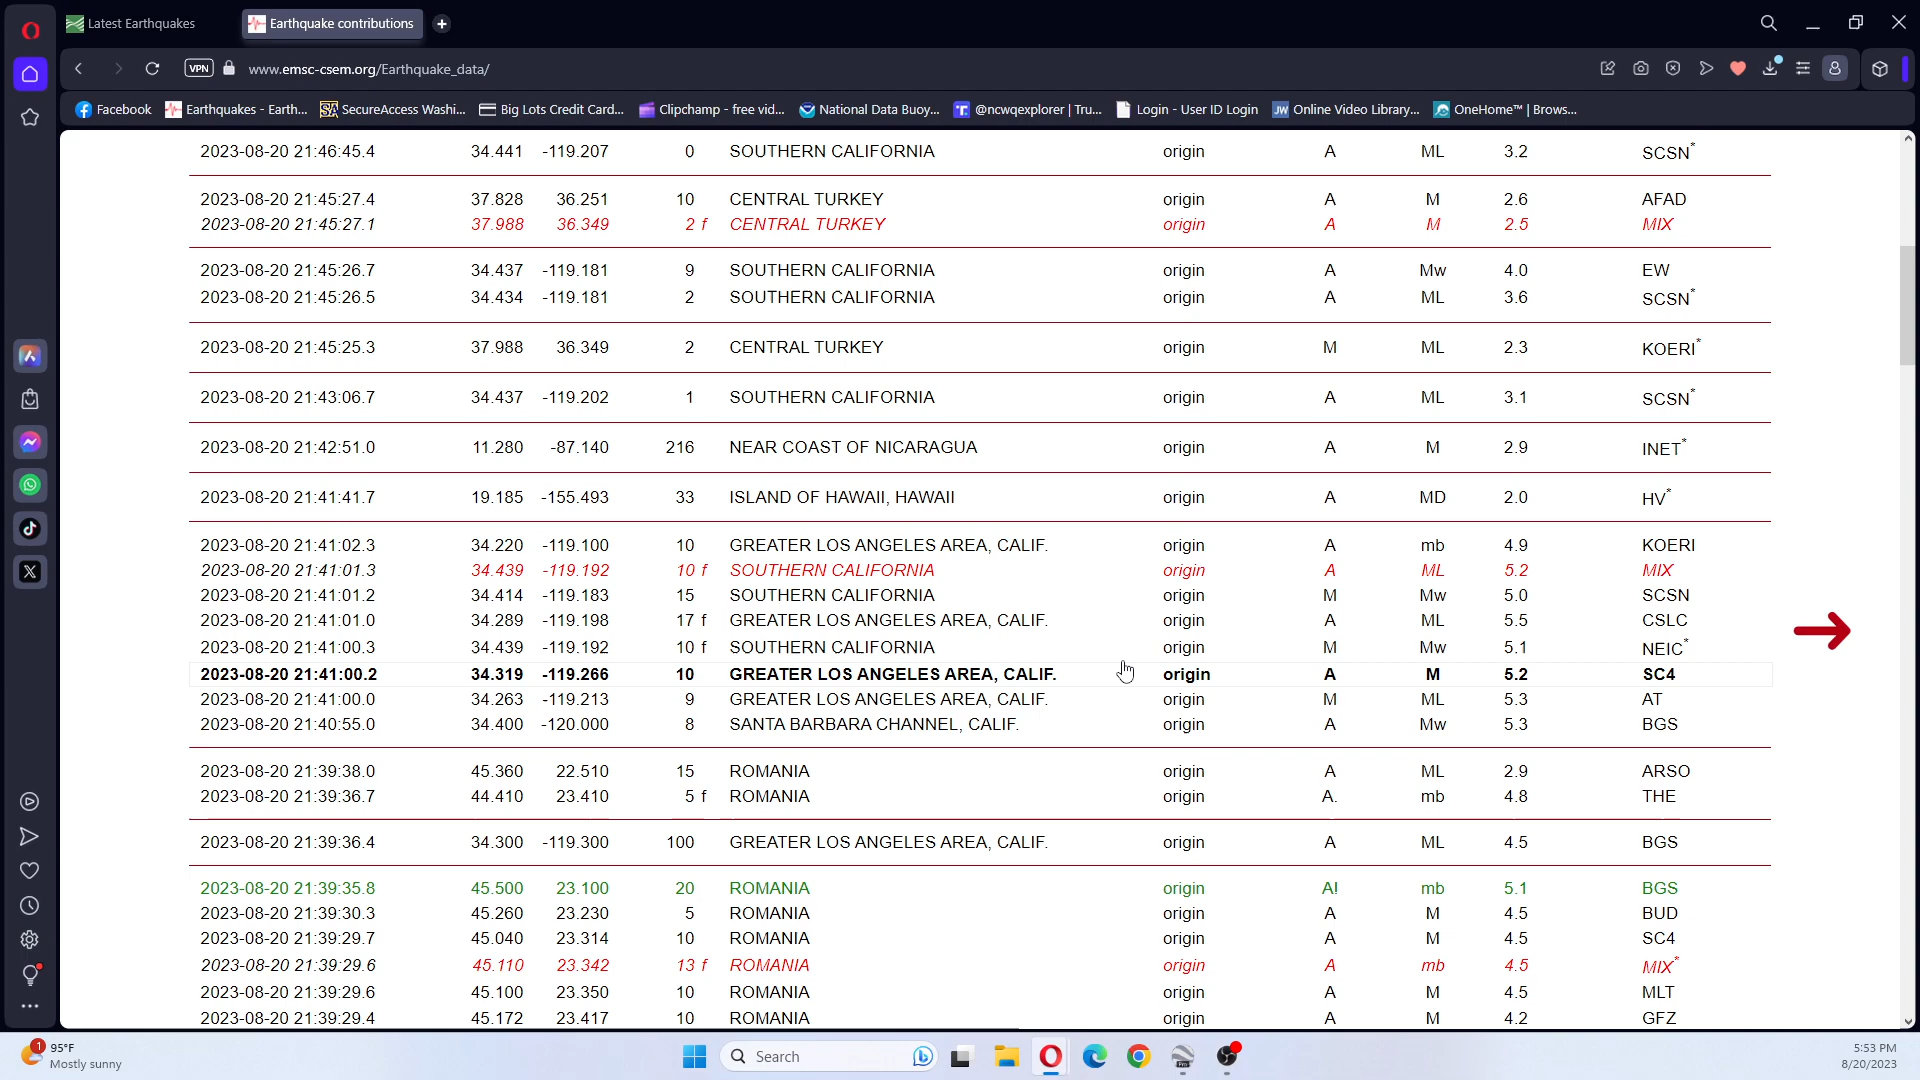 Latest Earthquakes
Earthquake contributions
VPN
www.emsc-csem.org/Earthquake_data/
Facebook
Earthquakes - Earth...
SecureAccess Washi...
Big Lots Credit Card...
Clipchamp - free vid...
National Data Buoy...
@ncwqexplorer | Tru...
Login - User ID Login
Online Video Library...
OneHome™ | Brows...
2023-08-20 21:46:45.4 34.441 -119.207 0 SOUTHERN CALIFORNIA origin A ML 3.2 SCSN*
2023-08-20 21:45:27.4 37.828 36.251 10 CENTRAL TURKEY origin A M 2.6 AFAD
2023-08-20 21:45:27.1 37.988 36.349 2 f CENTRAL TURKEY origin A M 2.5 MIX
2023-08-20 21:45:26.7 34.437 -119.181 9 SOUTHERN CALIFORNIA origin A Mw 4.0 EW
2023-08-20 21:45:26.5 34.434 -119.181 2 SOUTHERN CALIFORNIA origin A ML 3.6 SCSN*
2023-08-20 21:45:25.3 37.988 36.349 2 CENTRAL TURKEY origin M ML 2.3 KOERI*
2023-08-20 21:43:06.7 34.437 -119.202 1 SOUTHERN CALIFORNIA origin A ML 3.1 SCSN*
2023-08-20 21:42:51.0 11.280 -87.140 216 NEAR COAST OF NICARAGUA origin A M 2.9 INET*
2023-08-20 21:41:41.7 19.185 -155.493 33 ISLAND OF HAWAII, HAWAII origin A MD 2.0 HV*
2023-08-20 21:41:02.3 34.220 -119.100 10 GREATER LOS ANGELES AREA, CALIF. origin A mb 4.9 KOERI
2023-08-20 21:41:01.3 34.439 -119.192 10 f SOUTHERN CALIFORNIA origin A ML 5.2 MIX
2023-08-20 21:41:01.2 34.414 -119.183 15 SOUTHERN CALIFORNIA origin M Mw 5.0 SCSN
2023-08-20 21:41:01.0 34.289 -119.198 17 f GREATER LOS ANGELES AREA, CALIF. origin A ML 5.5 CSLC
2023-08-20 21:41:00.3 34.439 -119.192 10 f SOUTHERN CALIFORNIA origin M Mw 5.1 NEIC*
2023-08-20 21:41:00.2 34.319 -119.266 10 GREATER LOS ANGELES AREA, CALIF. origin A M 5.2 SC4
2023-08-20 21:41:00.0 34.263 -119.213 9 GREATER LOS ANGELES AREA, CALIF. origin M ML 5.3 AT
2023-08-20 21:40:55.0 34.400 -120.000 8 SANTA BARBARA CHANNEL, CALIF. origin A Mw 5.3 BGS
2023-08-20 21:39:38.0 45.360 22.510 15 ROMANIA origin A ML 2.9 ARSO
2023-08-20 21:39:36.7 44.410 23.410 5 f ROMANIA origin A. mb 4.8 THE
2023-08-20 21:39:36.4 34.300 -119.300 100 GREATER LOS ANGELES AREA, CALIF. origin A ML 4.5 BGS
2023-08-20 21:39:35.8 45.500 23.100 20 ROMANIA origin A! mb 5.1 BGS
2023-08-20 21:39:30.3 45.260 23.230 5 ROMANIA origin A M 4.5 BUD
2023-08-20 21:39:29.7 45.040 23.314 10 ROMANIA origin A M 4.5 SC4
2023-08-20 21:39:29.6 45.110 23.342 13 f ROMANIA origin A mb 4.5 MIX*
2023-08-20 21:39:29.6 45.100 23.350 10 ROMANIA origin A M 4.5 MLT
2023-08-20 21:39:29.4 45.172 23.417 10 ROMANIA origin A M 4.2 GFZ
1
95°F
Mostly sunny
Search
5:53 PM
8/20/2023